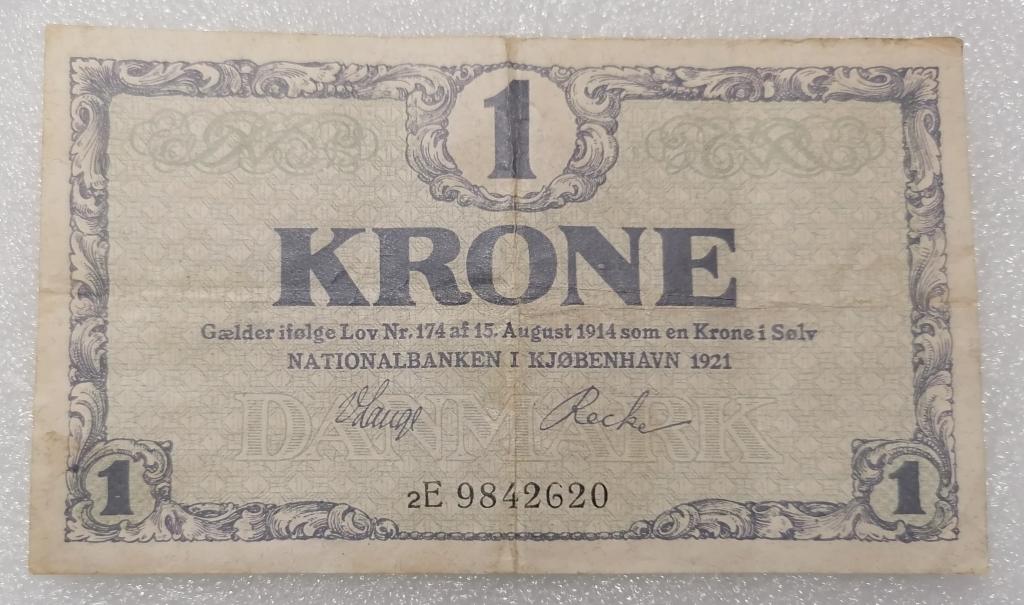 1
KRONE
Gælder ifølge Lov Nr. 174 af 15. August 1914 som en Krone i Sølv
NATIONALBANKEN I KJØBENHAVN 1921
DANMARK
V Lange Recke
1 2E 9842620 1